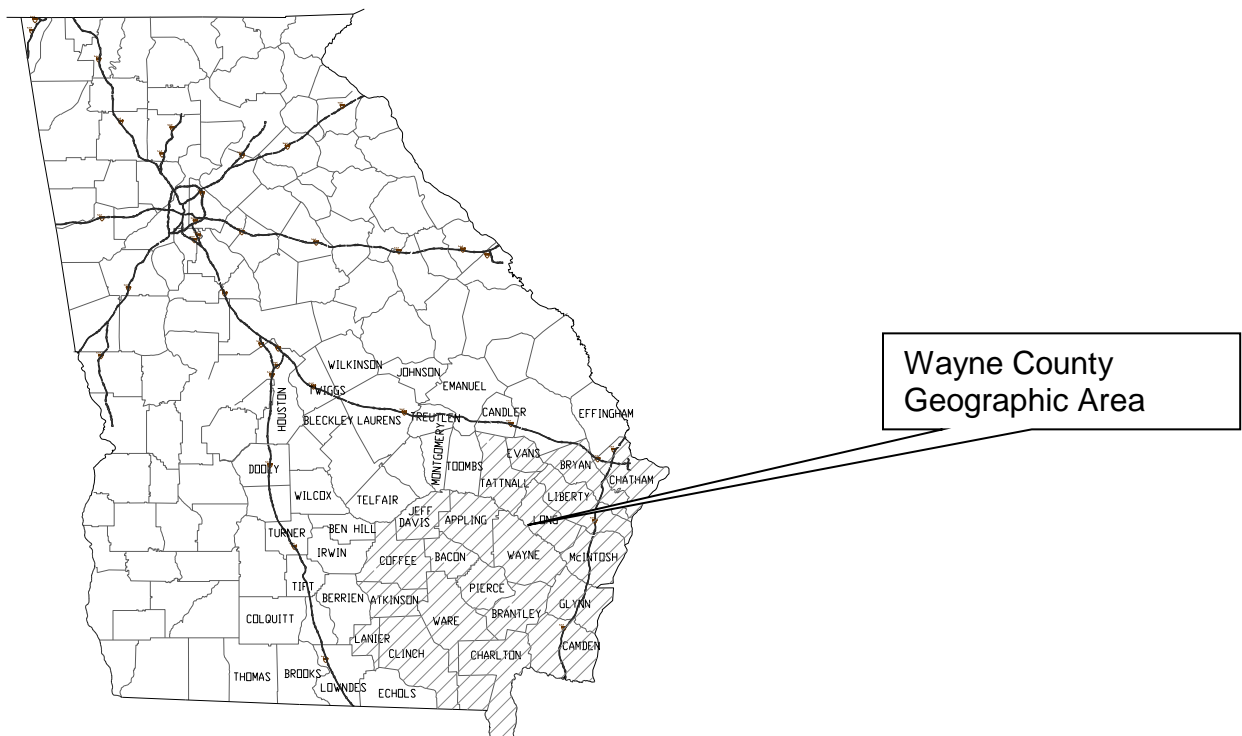 WILKINSON
JOHNSON
EMANUEL
TWIGGS
HOUSTON
BLECKLEY
LAURENS
TREUTLEN
CANDLER
EFFINGHAM
Wayne County
Geographic Area
MONTGOMERY
EVANS
BRYAN
DOOLY
TOOMBS
TATTNALL
CHATHAM
WILCOX
TELFAIR
LIBERTY
JEFF
DAVIS
APPLING
LONG
TURNER
BEN HILL
IRWIN
COFFEE
BACON
WAYNE
McINTOSH
TIFT
BERRIEN
ATKINSON
PIERCE
GLYNN
COLQUITT
WARE
BRANTLEY
LANIER
CLINCH
CHARLTON
CAMDEN
THOMAS
BROOKS
LOWNDES
ECHOLS